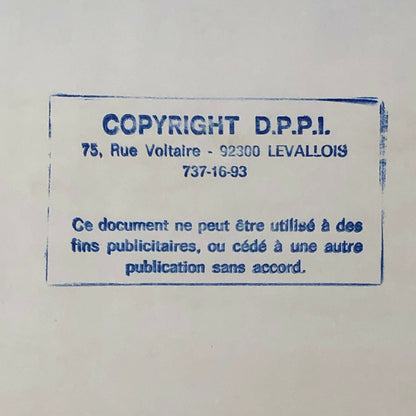 COPYRIGHT D.P.P.I.
75, Rue Voltaire - 92300 LEVALLOIS
737-16-93
Ce document ne peut être utilisé à des
fins publicitaires, ou cédé à une autre
publication sans accord.